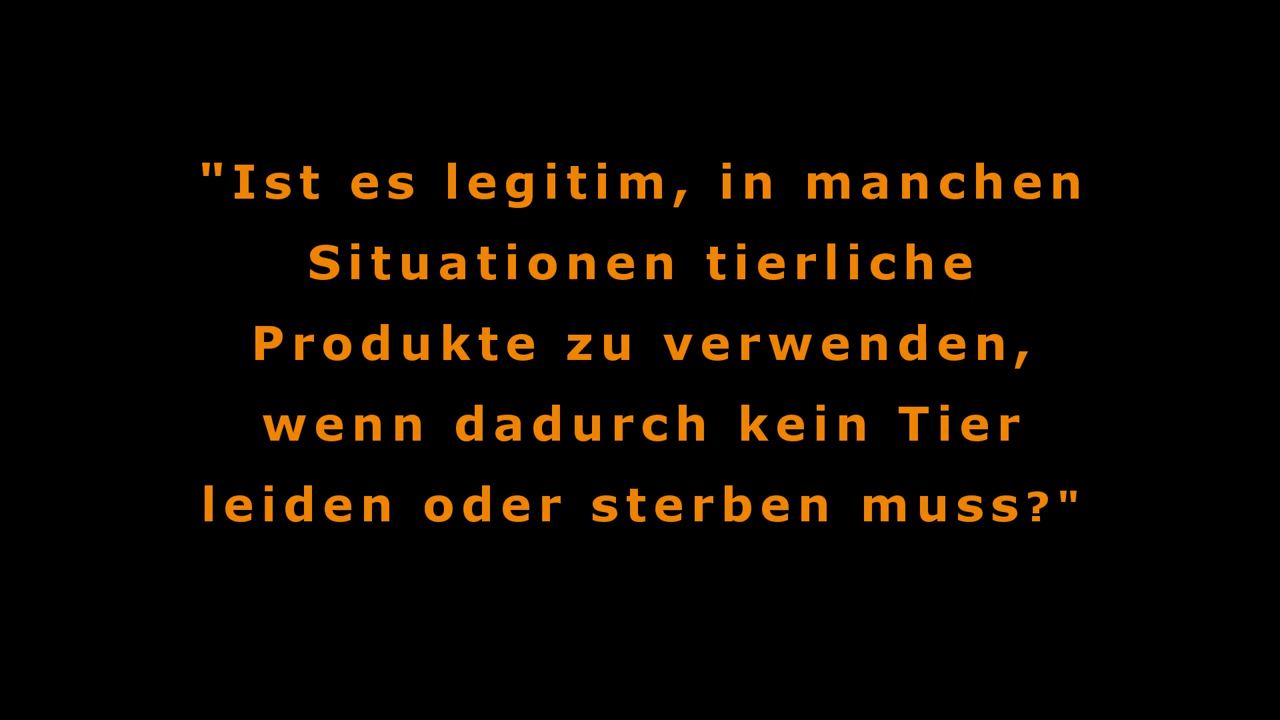 "Ist es legitim, in manchen
Situationen tierliche
Produkte zu verwenden,
wenn dadurch kein Tier
leiden oder sterben muss?"